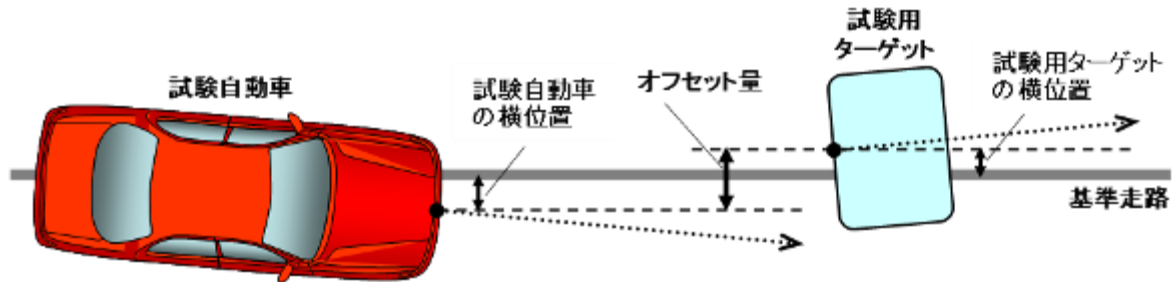 試験自動車
試験自動車
の横位置
オフセット量
試験用
ターゲット
試験用ターゲット
の横位置
基準走路